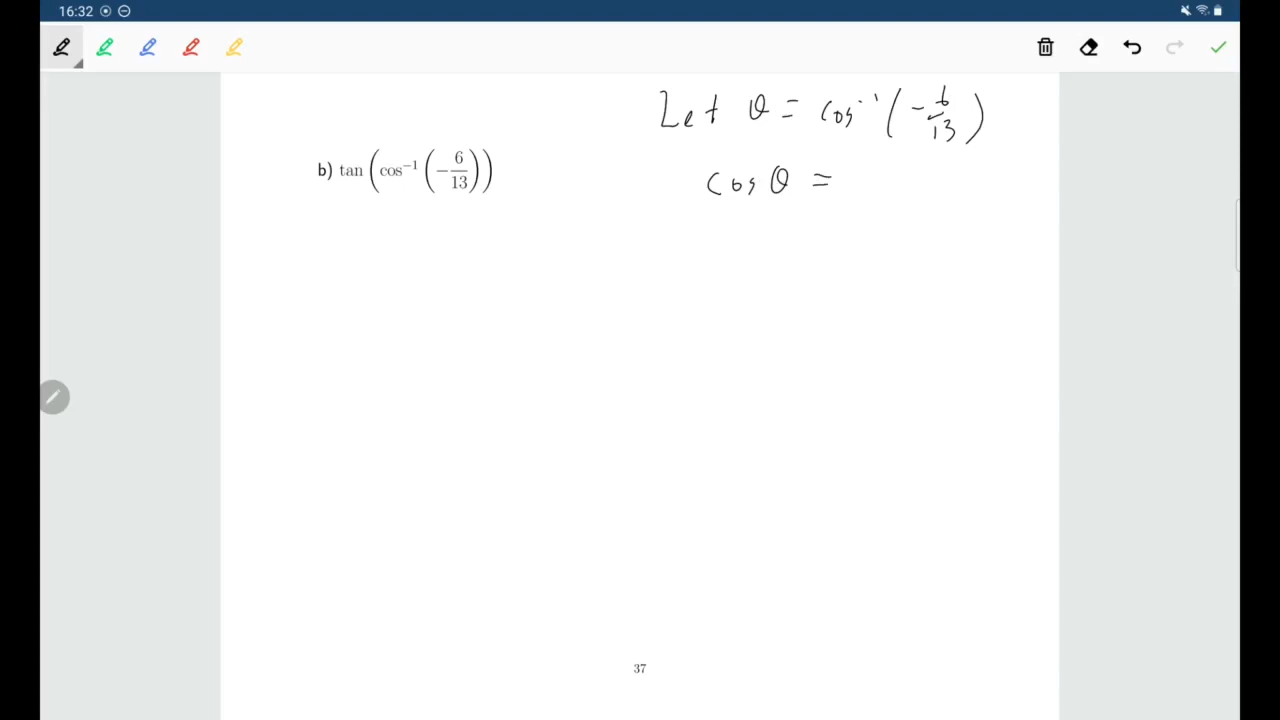 16:32
Let θ = cos⁻¹(-6/13)
b) tan(cos⁻¹(-6/13))
cos θ =
37